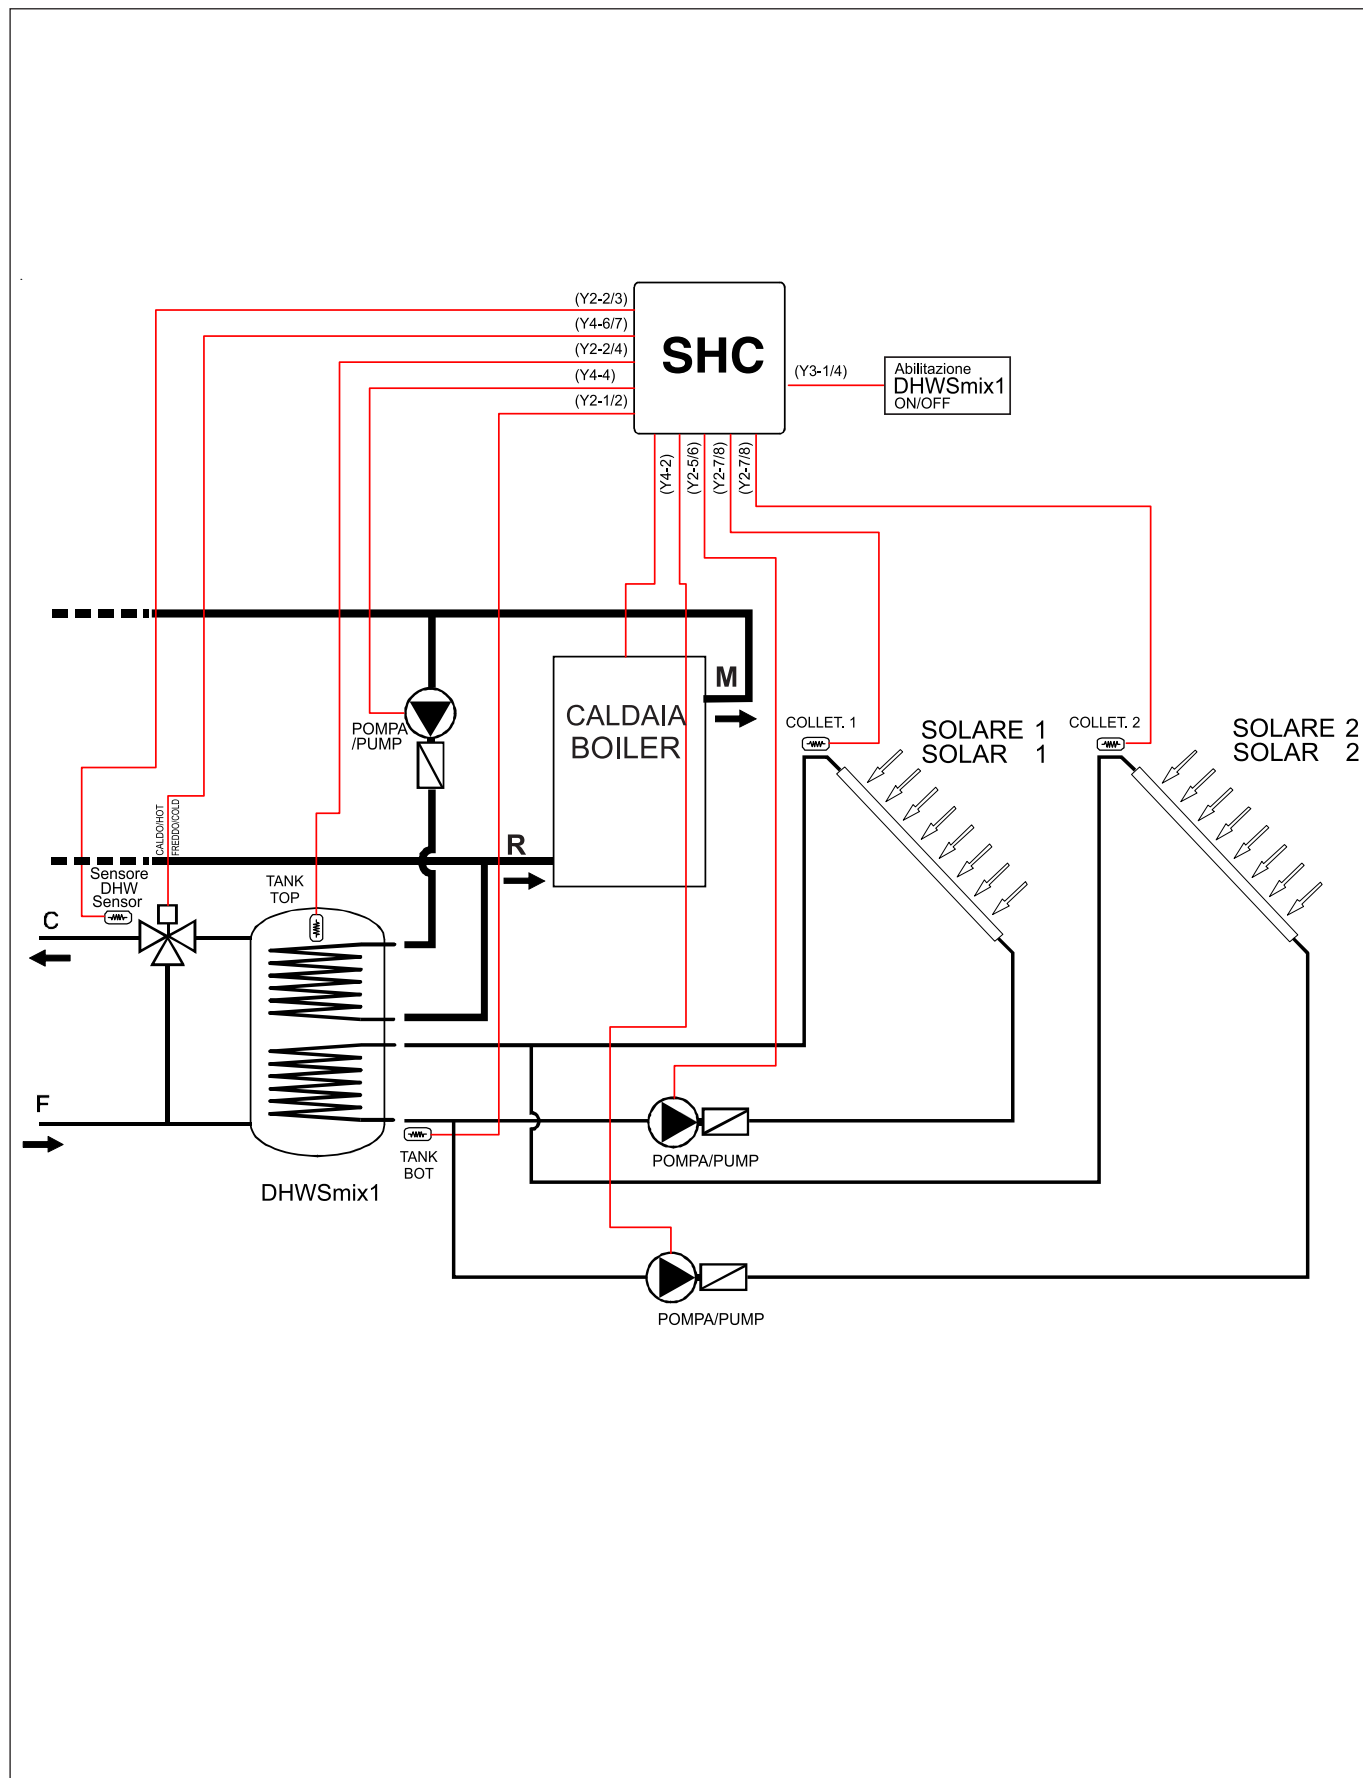 (Y2-2/3)
(Y4-6/7)
(Y2-2/4)
(Y4-4)
(Y2-1/2)
SHC
(Y3-1/4)
Abilitazione
DHWSmix1
ON/OFF
(Y4-2)
(Y2-5/6)
(Y2-7/8)
(Y2-7/8)
M
CALDAIA
BOILER
POMPA
/PUMP
COLLET. 1
SOLARE 1
SOLAR 1
COLLET. 2
SOLARE 2
SOLAR 2
CALDO/HOT
FREDDO/COLD
R
Sensore
DHW
Sensor
TANK
TOP
C
F
TANK
BOT
DHWSmix1
POMPA/PUMP
POMPA/PUMP